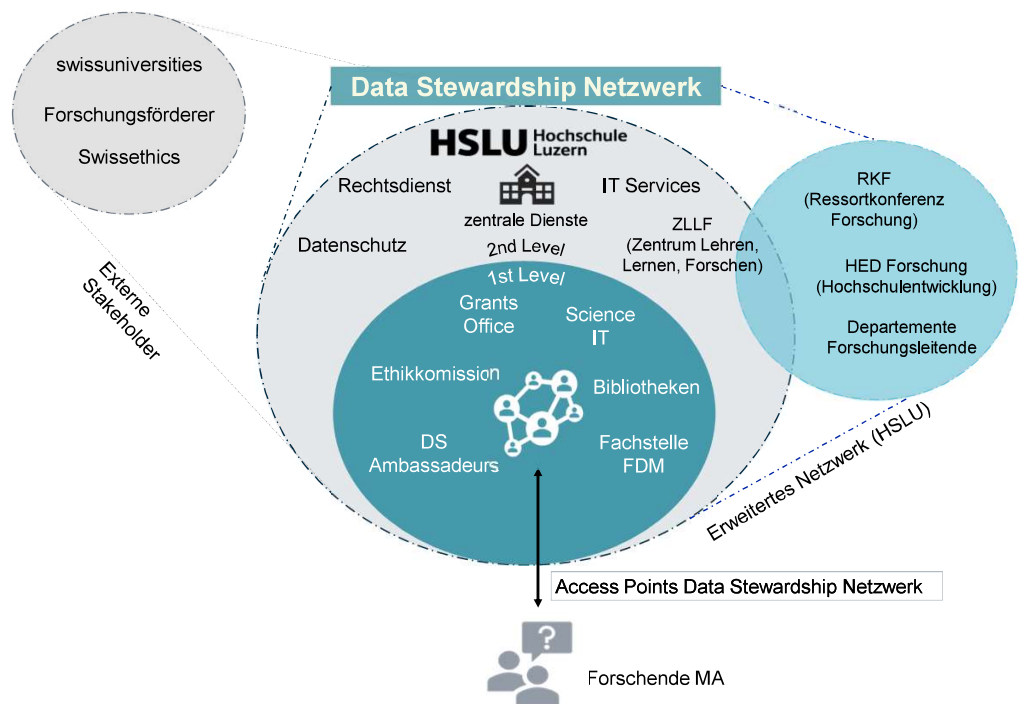 swissuniversities
Forschungsförderer
Swissethics
Data Stewardship Netzwerk
HSLU Hochschule
Luzern
Rechtsdienst
IT Services
zentrale Dienste
Datenschutz
ZLLF
(Zentrum Lehren,
Lernen, Forschen)
2nd Level
1st Level
Grants
Office
Science
IT
Ethikkomission
Bibliotheken
DS
Ambassadeurs
Fachstelle
FDM
RKF
(Ressortkonferenz
Forschung)
HED Forschung
(Hochschulentwicklung)
Departemente
Forschungsleitende
Externe
Stakeholder
Erweitertes Netzwerk (HSLU)
Access Points Data Stewardship Netzwerk
?
Forschende MA